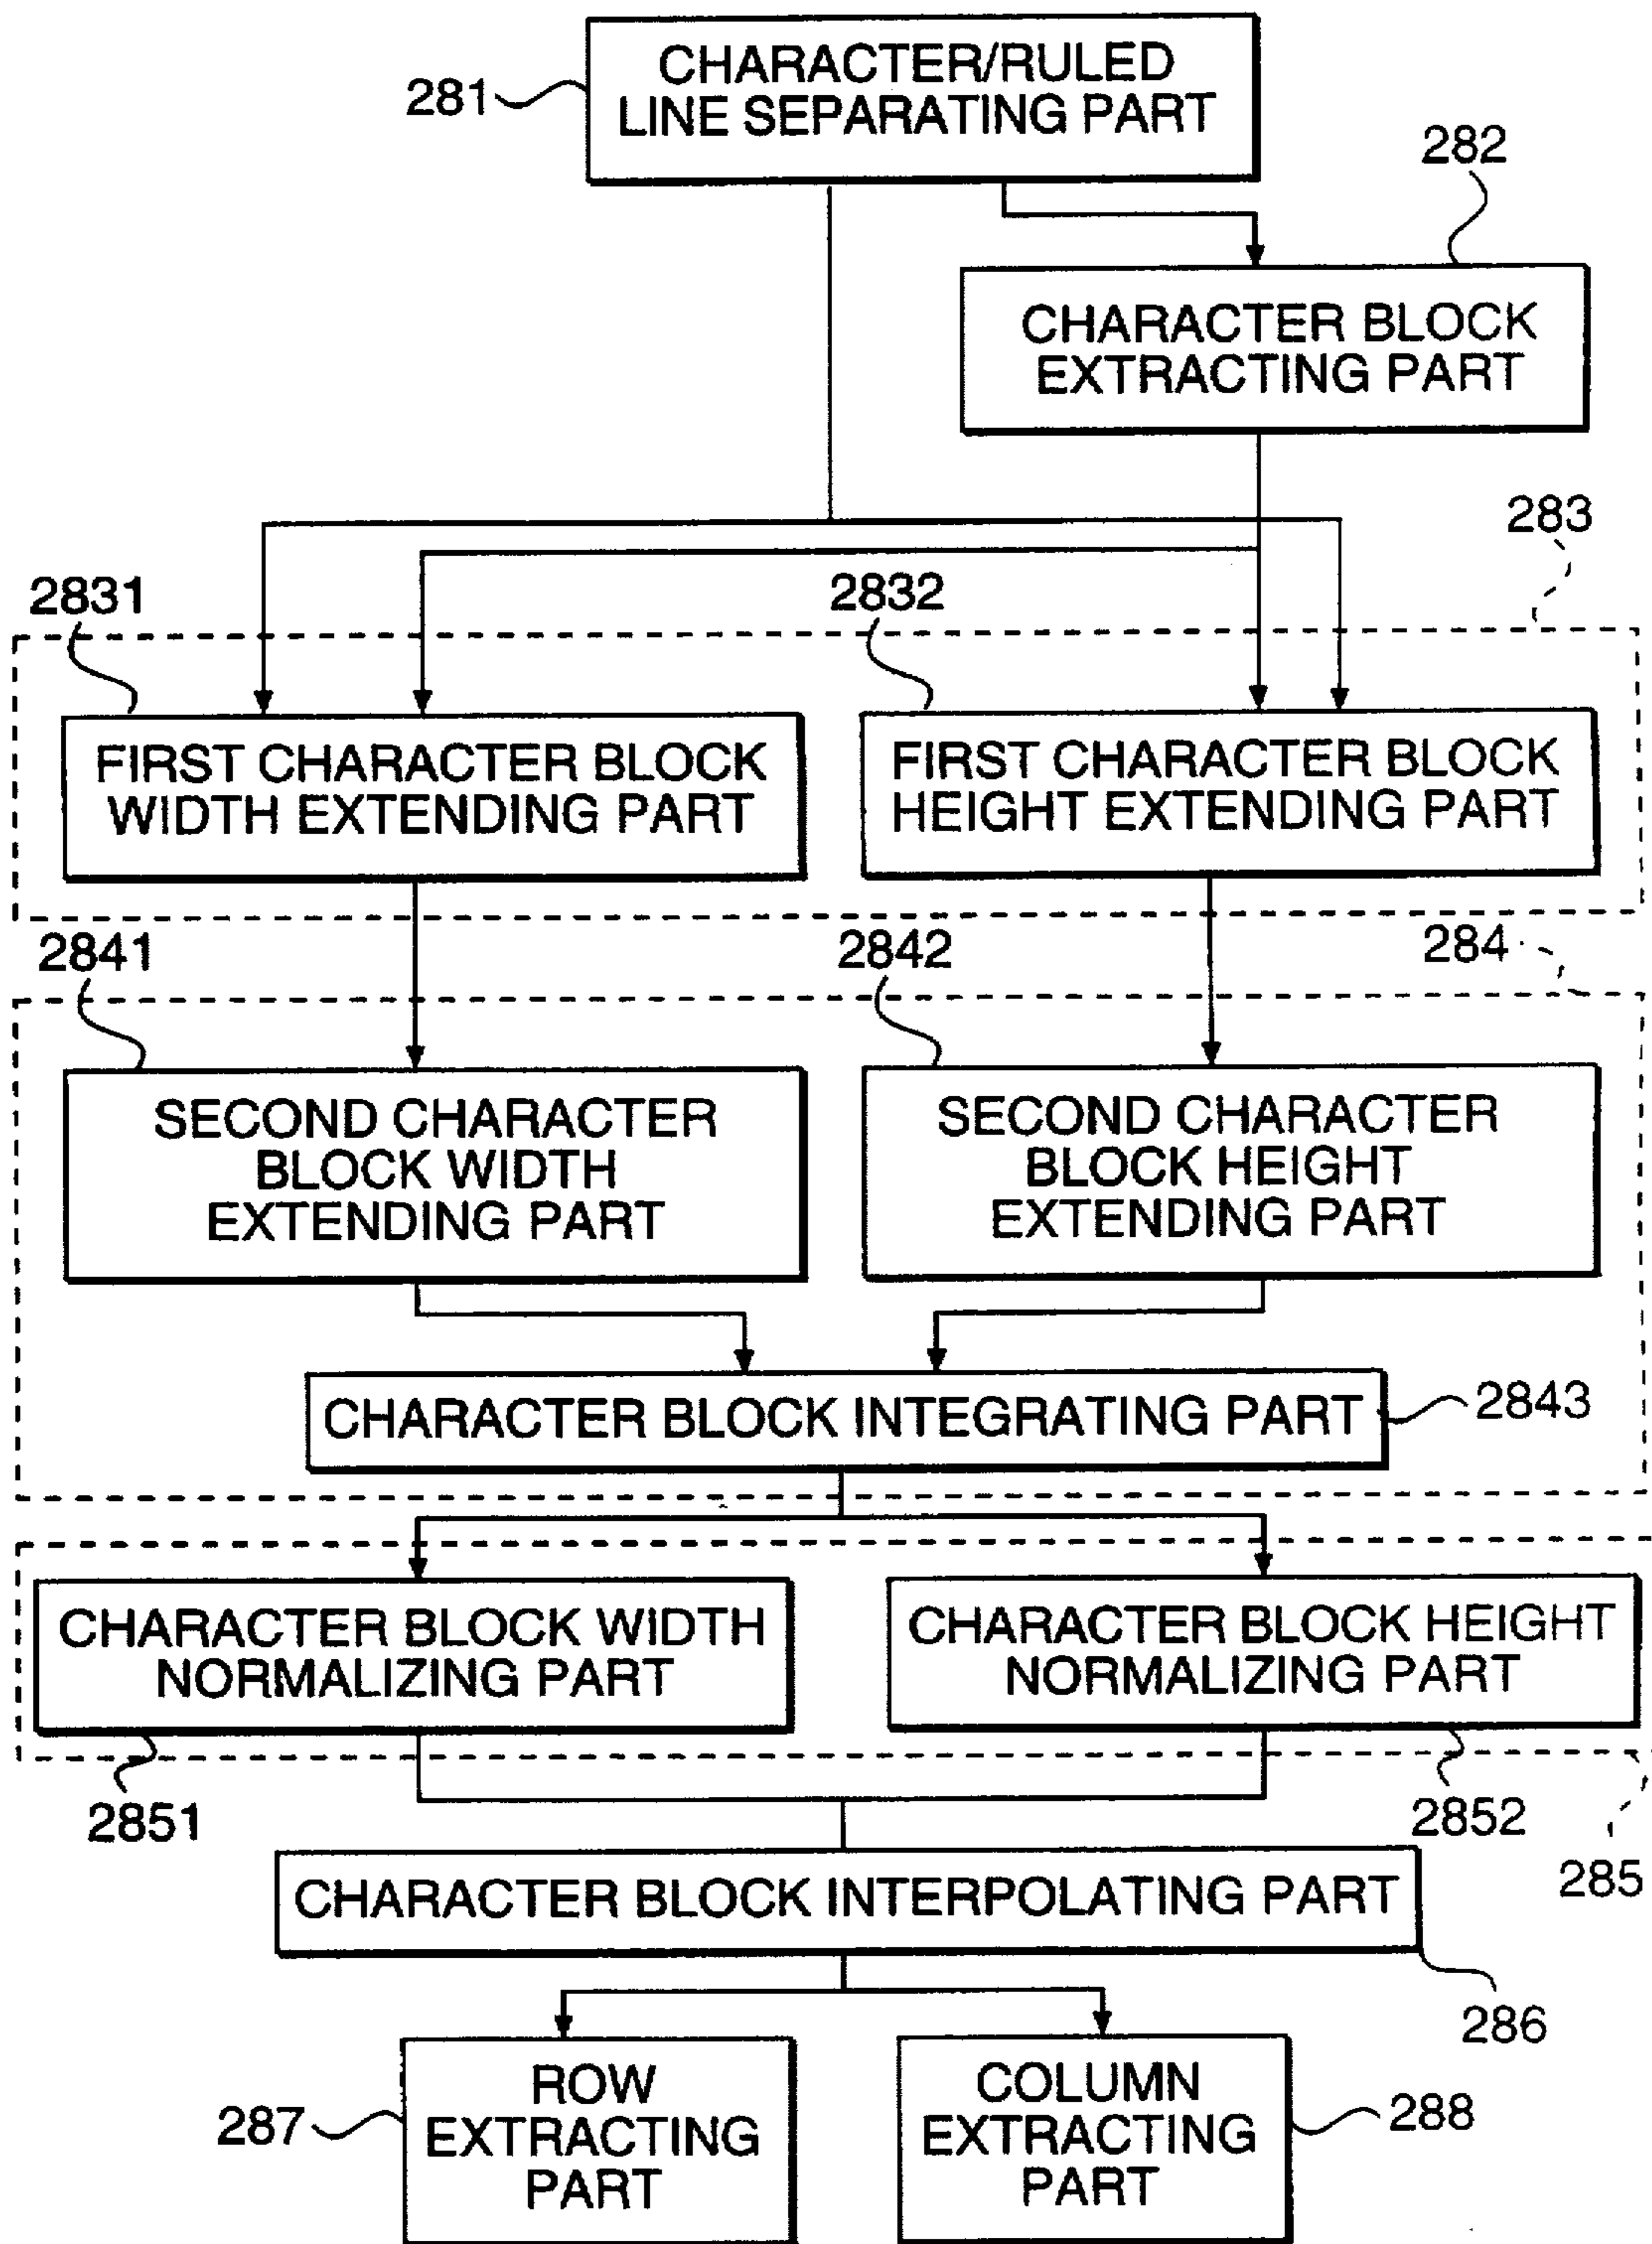 CHARACTER/RULED
LINE SEPARATING PART
281
282
CHARACTER BLOCK
EXTRACTING PART
283
2831
2832
FIRST CHARACTER BLOCK
WIDTH EXTENDING PART
FIRST CHARACTER BLOCK
HEIGHT EXTENDING PART
2841
2842
284
SECOND CHARACTER
BLOCK WIDTH
EXTENDING PART
SECOND CHARACTER
BLOCK HEIGHT
EXTENDING PART
CHARACTER BLOCK INTEGRATING PART
2843
CHARACTER BLOCK WIDTH
NORMALIZING PART
CHARACTER BLOCK HEIGHT
NORMALIZING PART
2851
2852
285
CHARACTER BLOCK INTERPOLATING PART
286
ROW
EXTRACTING
PART
287
COLUMN
EXTRACTING
PART
288